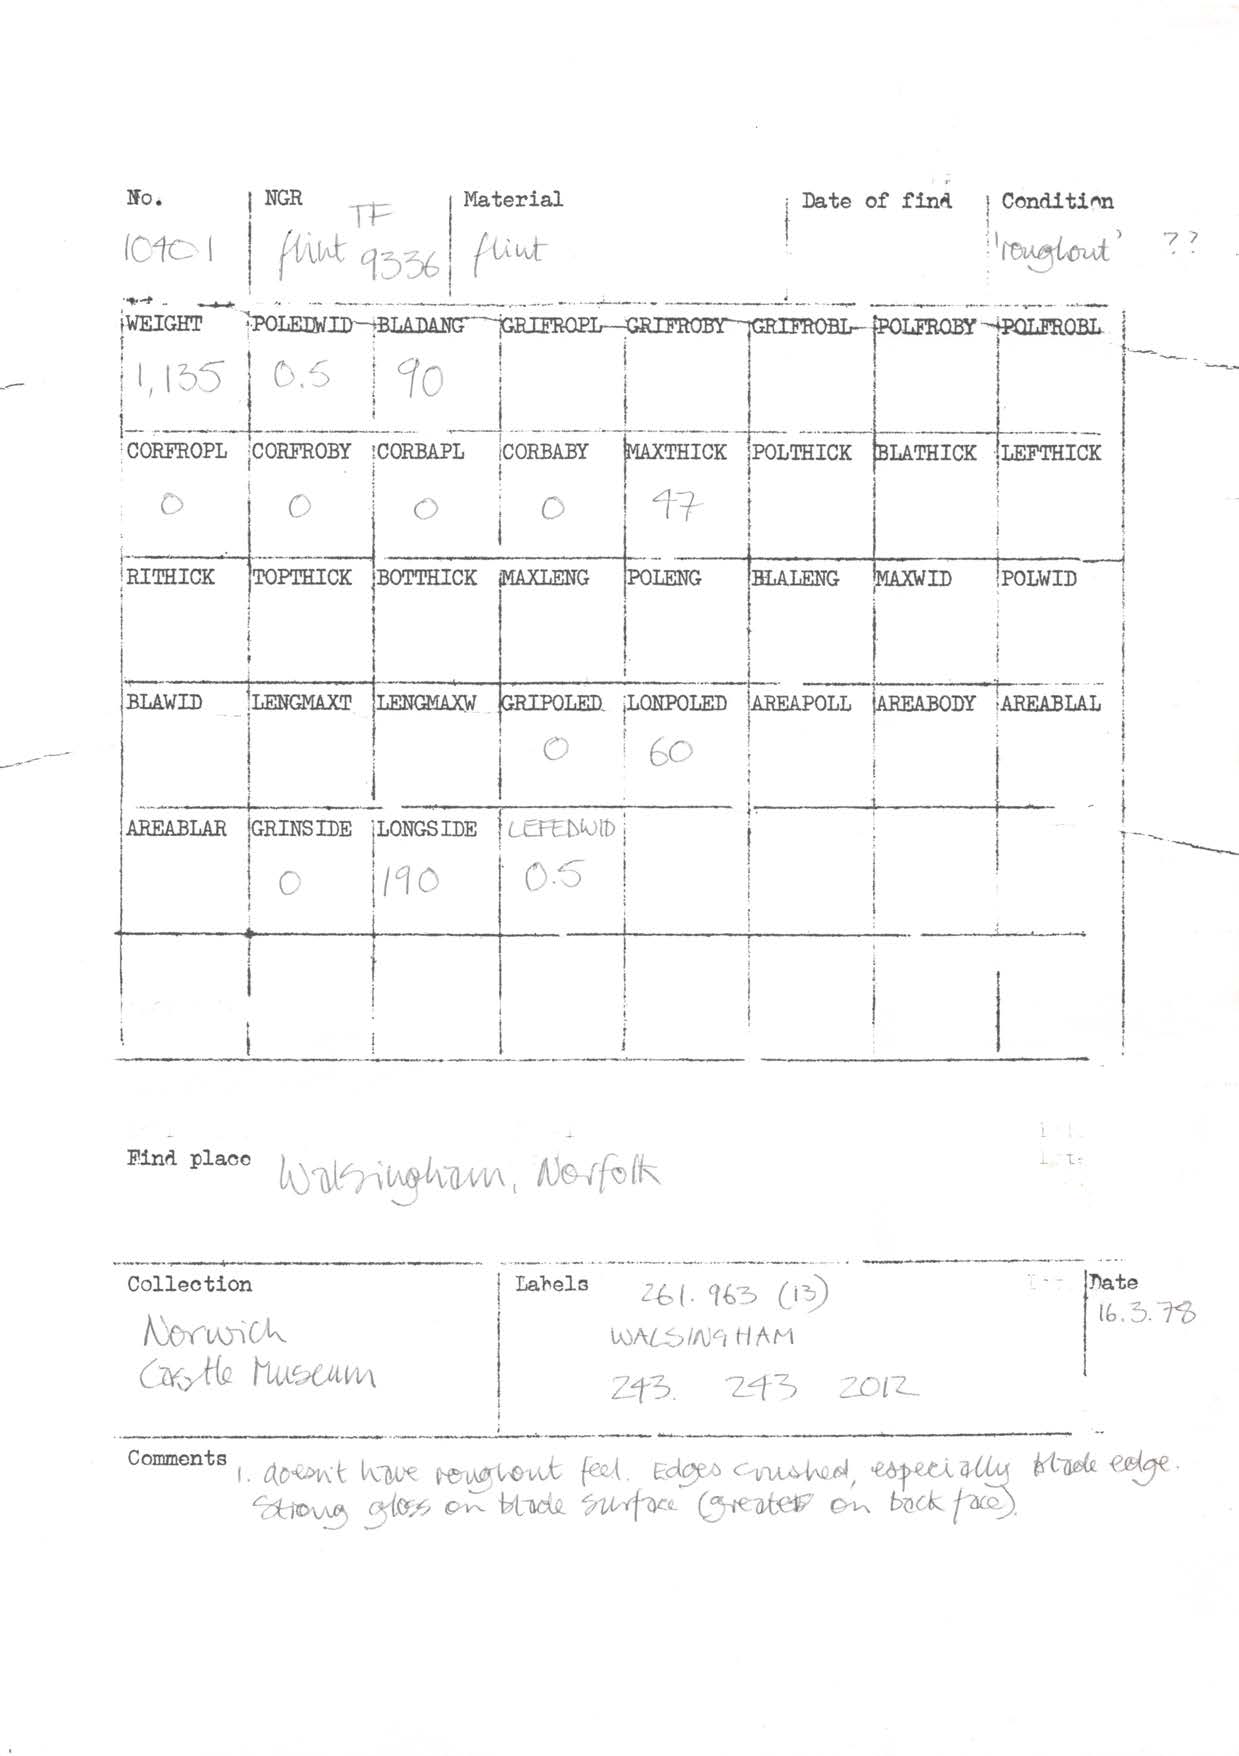 No. NGR Material Date of find Condition
10401 flint TF 9336 flint 'roughout' ??
WEIGHT POLEDWID BLADANG GRIFROPL GRIFROBY GRIFROBL POLFROBY POLFROBL
1,135 0.5 90
CORFROPL CORFROBY CORBAPL CORBABY MAXTHICK POLTHICK BLATHICK LEFTHICK
0 0 0 0 47
RITHICK TOPTHICK BOTTHICK MAXLENG POLENG BLALENG MAXWID POLWID
BLAWID LENGMAXT LENGMAXW GRIPOLED LONPOLED AREAPOLL AREABODY AREABLAL
0 60
AREABLAR GRINSIDE LONGSIDE LEFEDWID
0 190 0.5
Find place Walsingham, Norfolk
Collection Labels 261.963 (13) Date
Norwich WALSINGHAM 16.3.78
Castle Museum 243. 243 2012
Comments 1. doesn't have roughout feel. Edges crushed, especially blade edge.
Strong gloss on blade surface (greater on back face).